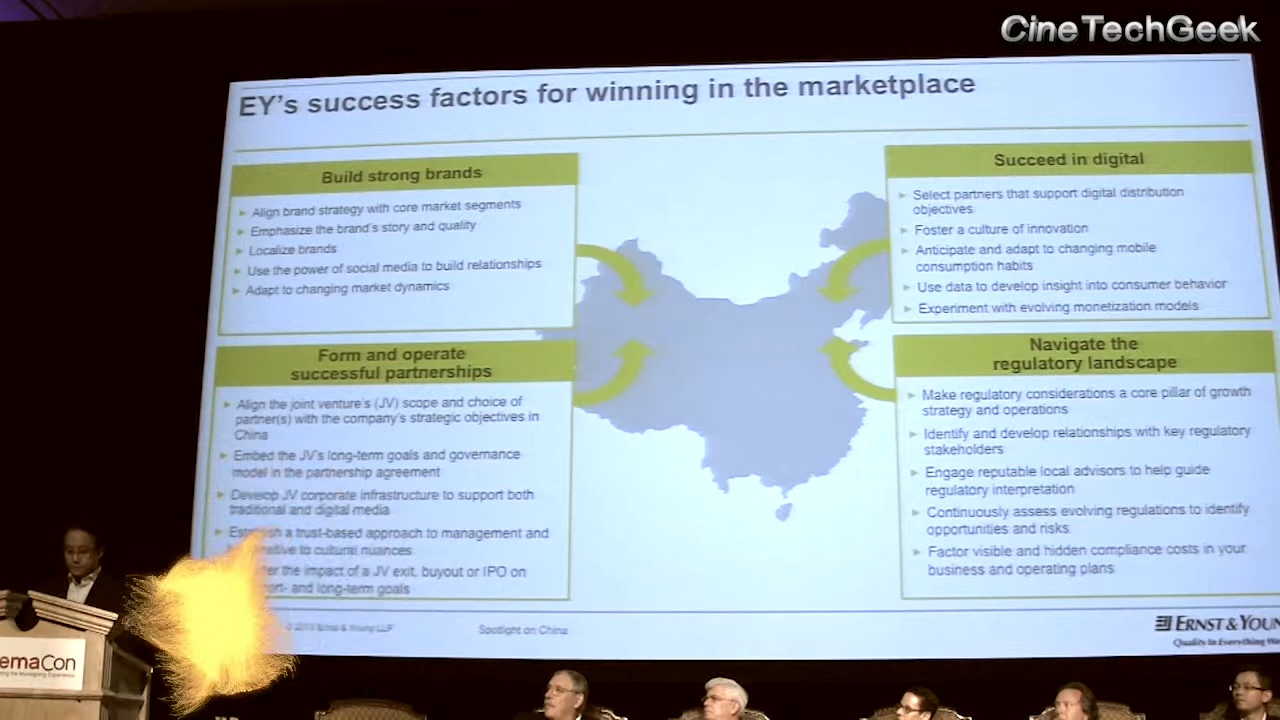 CineTechGeek
EY's success factors for winning in the marketplace
Build strong brands
Align brand strategy with core market segments
Emphasize the brand's story and quality
Localize brands
Use the power of social media to build relationships
Adapt to changing market dynamics
Succeed in digital
Select partners that support digital distribution
objectives
Foster a culture of innovation
Anticipate and adapt to changing mobile
consumption habits
Use data to develop insight into consumer behavior
Experiment with evolving monetization models
Form and operate
successful partnerships
Align the joint venture's (JV) scope and choice of
partner(s) with the company's strategic objectives in
China
Embed the JV's long-term goals and governance
model in the partnership agreement
Develop JV corporate infrastructure to support both
traditional and digital media
Establish a trust-based approach to management and
to cultural nuances
the impact of a JV exit, buyout or IPO on
and long-term goals
Navigate the
regulatory landscape
Make regulatory considerations a core pillar of growth
strategy and operations
Identify and develop relationships with key regulatory
stakeholders
Engage reputable local advisors to help guide
regulatory interpretation
Continuously assess evolving regulations to identify
opportunities and risks
Factor visible and hidden compliance costs in your
business and operating plans
Ernst & Young LLP
Spotlight on China
ERNST & YOUN
Quality In Everything We
emaCon